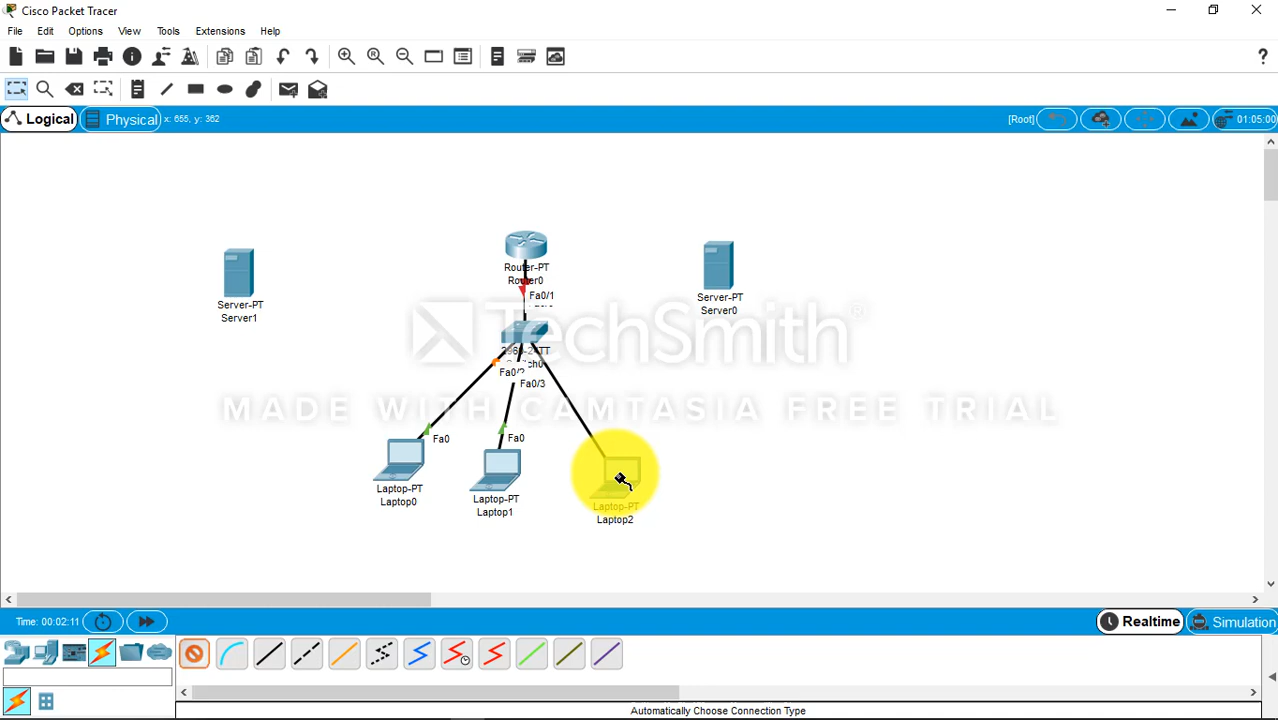 Cisco Packet Tracer
File Edit Options View Tools Extensions Help
Logical Physical x: 655, y: 362 [Root] 01:05:00
Router-PT
Router0
Fa0/1
Server-PT
Server1
Server-PT
Server0
TechSmith®
MADE WITH CAMTASIA FREE TRIAL
Fa0/2
Fa0/3
Fa0
Fa0
Laptop-PT
Laptop0
Laptop-PT
Laptop1
Laptop-PT
Laptop2
Time: 00:02:11 Realtime Simulation
Automatically Choose Connection Type